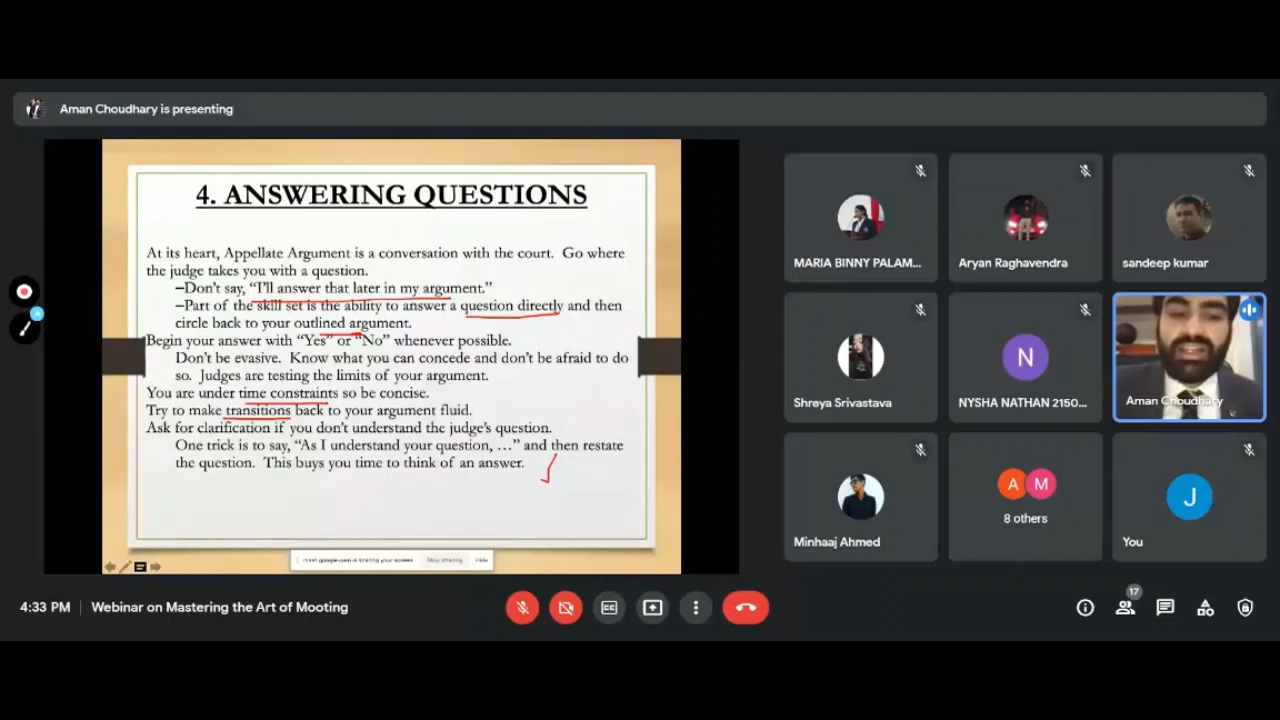 Aman Choudhary is presenting
4. ANSWERING QUESTIONS
At its heart, Appellate Argument is a conversation with the court. Go where
the judge takes you with a question.
–Don't say, “I'll answer that later in my argument.”
–Part of the skill set is the ability to answer a question directly and then
circle back to your outlined argument.
Begin your answer with “Yes” or “No” whenever possible.
Don't be evasive. Know what you can concede and don't be afraid to do
so. Judges are testing the limits of your argument.
You are under time constraints so be concise.
Try to make transitions back to your argument fluid.
Ask for clarification if you don't understand the judge's question.
One trick is to say, “As I understand your question, …” and then restate
the question. This buys you time to think of an answer.
meet.google.com is sharing your screen. Stop sharing Hide
MARIA BINNY PALAM...
Aryan Raghavendra
sandeep kumar
Shreya Srivastava
N
NYSHA NATHAN 2150...
Aman Choudhary
Minhaaj Ahmed
A M
8 others
J
You
4:33 PM | Webinar on Mastering the Art of Mooting
CC
17